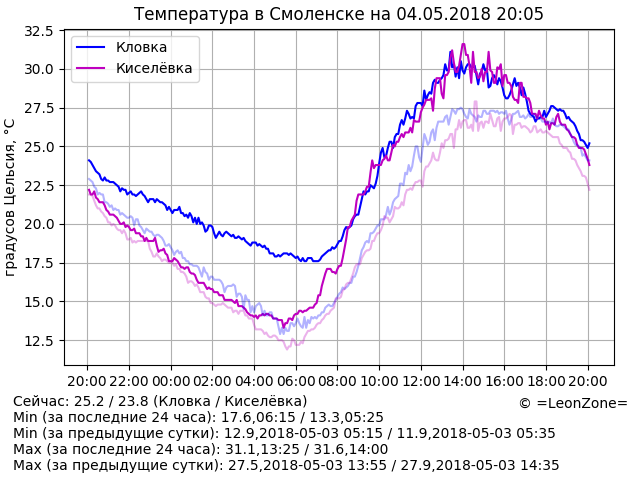 Температура в Смоленске на 04.05.2018 20:05
градусов Цельсия, °C
32.5
30.0
27.5
25.0
22.5
20.0
17.5
15.0
12.5
Кловка
Киселёвка
20:00 22:00 00:00 02:00 04:00 06:00 08:00 10:00 12:00 14:00 16:00 18:00 20:00
Сейчас: 25.2 / 23.8 (Кловка / Киселёвка)
© =LeonZone=
Min (за последние 24 часа): 17.6,06:15 / 13.3,05:25
Min (за предыдущие сутки): 12.9,2018-05-03 05:15 / 11.9,2018-05-03 05:35
Max (за последние 24 часа): 31.1,13:25 / 31.6,14:00
Max (за предыдущие сутки): 27.5,2018-05-03 13:55 / 27.9,2018-05-03 14:35